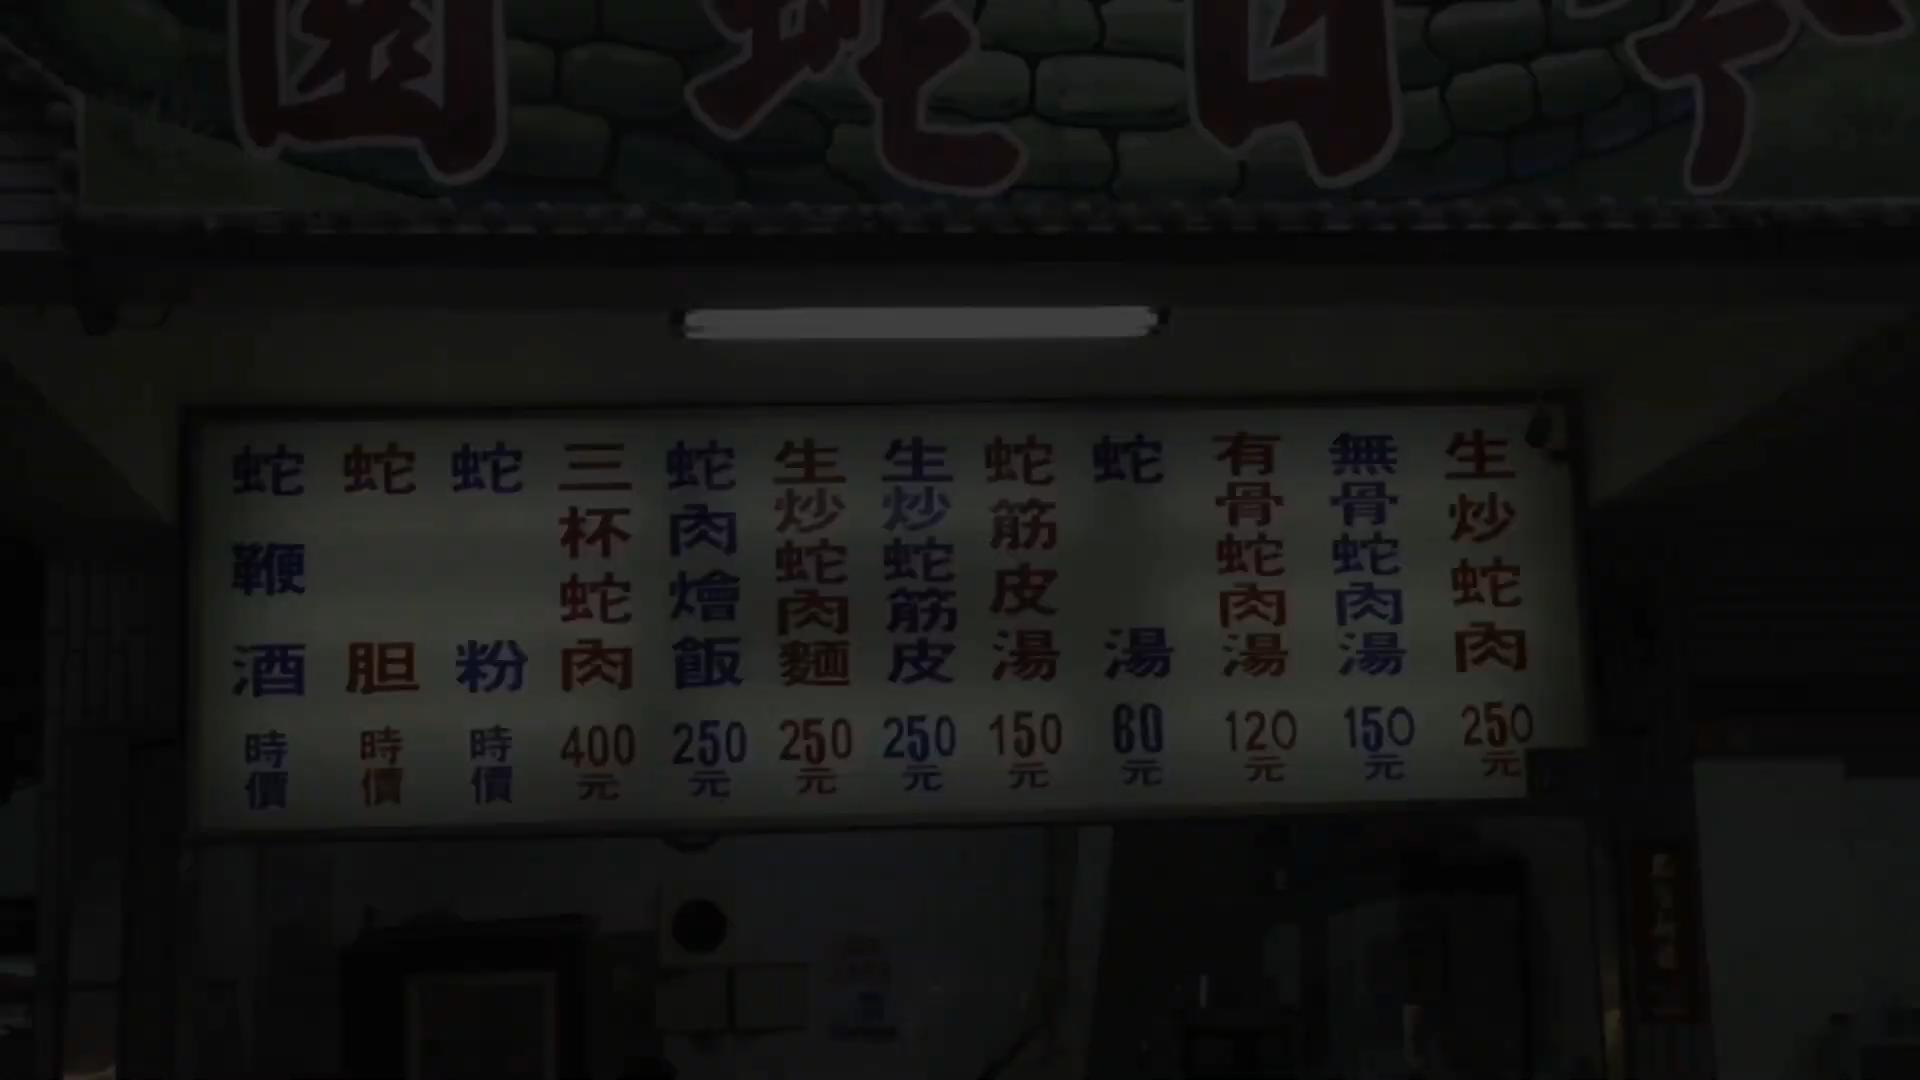 生炒蛇肉 250元
無骨蛇肉湯 150元
有骨蛇肉湯 120元
蛇湯 60元
蛇筋皮湯 150元
生炒蛇筋皮 250元
生炒蛇肉麵 250元
蛇肉燴飯 250元
三杯蛇肉 400元
蛇粉 時價
蛇胆 時價
蛇鞭酒 時價